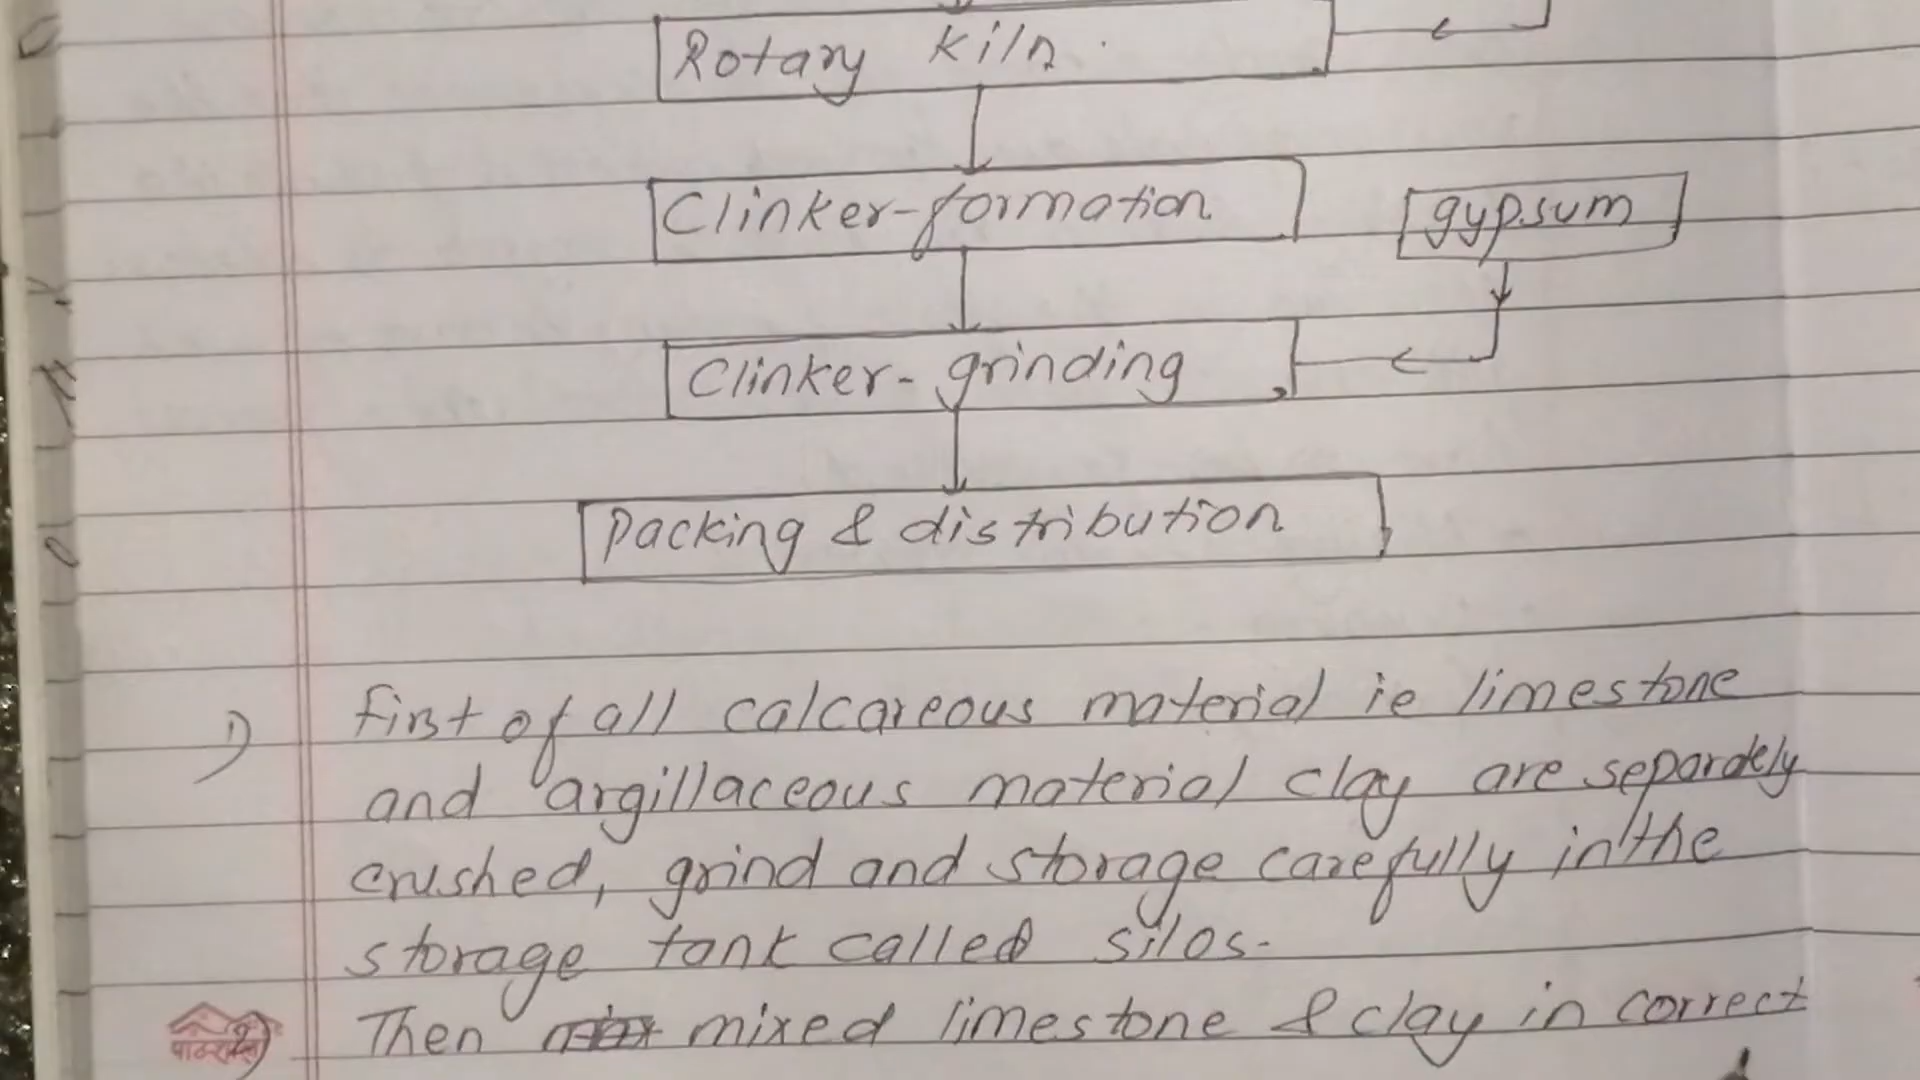 Rotary kiln
Clinker-formation
gypsum
Clinker-grinding
Packing & distribution
1) first of all calcareous material ie limestone
and argillaceous material clay are separately
crushed, grind and storage carefully in the
storage tank called silos-
2) Then mixed limestone & clay in correct